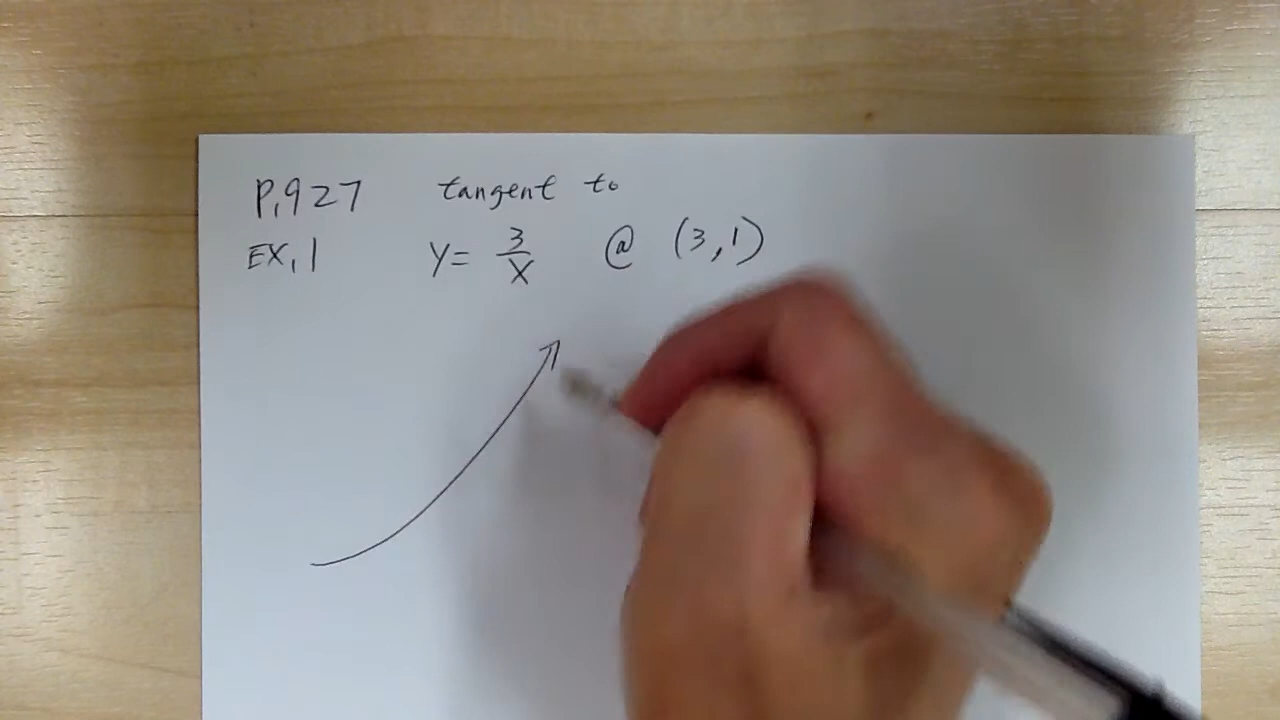 P.927 tangent to
Ex.1 y= 3/x @ (3,1)